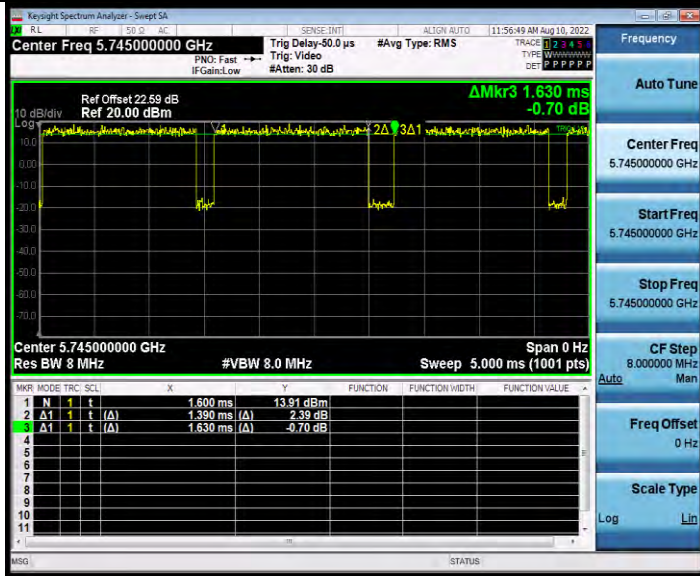 Keysight Spectrum Analyzer - Swept SA
RL RF 50 Ω AC SENSE:INT ALIGN AUTO 11:56:49 AM Aug 10, 2022
Center Freq 5.745000000 GHz
PNO: Fast
IFGain:Low
Trig Delay-50.0 µs
Trig: Video
#Atten: 30 dB
#Avg Type: RMS
TRACE 1 2 3 4 5 6
TYPE
DET P P P P P P
ΔMkr3 1.630 ms
-0.70 dB
Ref Offset 22.59 dB
10 dB/div Ref 20.00 dBm
Log
10.0
0.00
-10.0
-20.0
-30.0
-40.0
-50.0
-60.0
-70.0
2Δ1 3Δ1
Center 5.745000000 GHz Span 0 Hz
Res BW 8 MHz #VBW 8.0 MHz Sweep 5.000 ms (1001 pts)
MKR MODE TRC SCL X Y FUNCTION FUNCTION WIDTH FUNCTION VALUE
1 N 1 t 1.600 ms 13.91 dBm
2 Δ1 1 t (Δ) 1.390 ms (Δ) 2.39 dB
3 Δ1 1 t (Δ) 1.630 ms (Δ) -0.70 dB
4
5
6
7
8
9
10
11
MSG STATUS
Frequency
Auto Tune
Center Freq
5.745000000 GHz
Start Freq
5.745000000 GHz
Stop Freq
5.745000000 GHz
CF Step
8.000000 MHz
Auto Man
Freq Offset
0 Hz
Scale Type
Log Lin